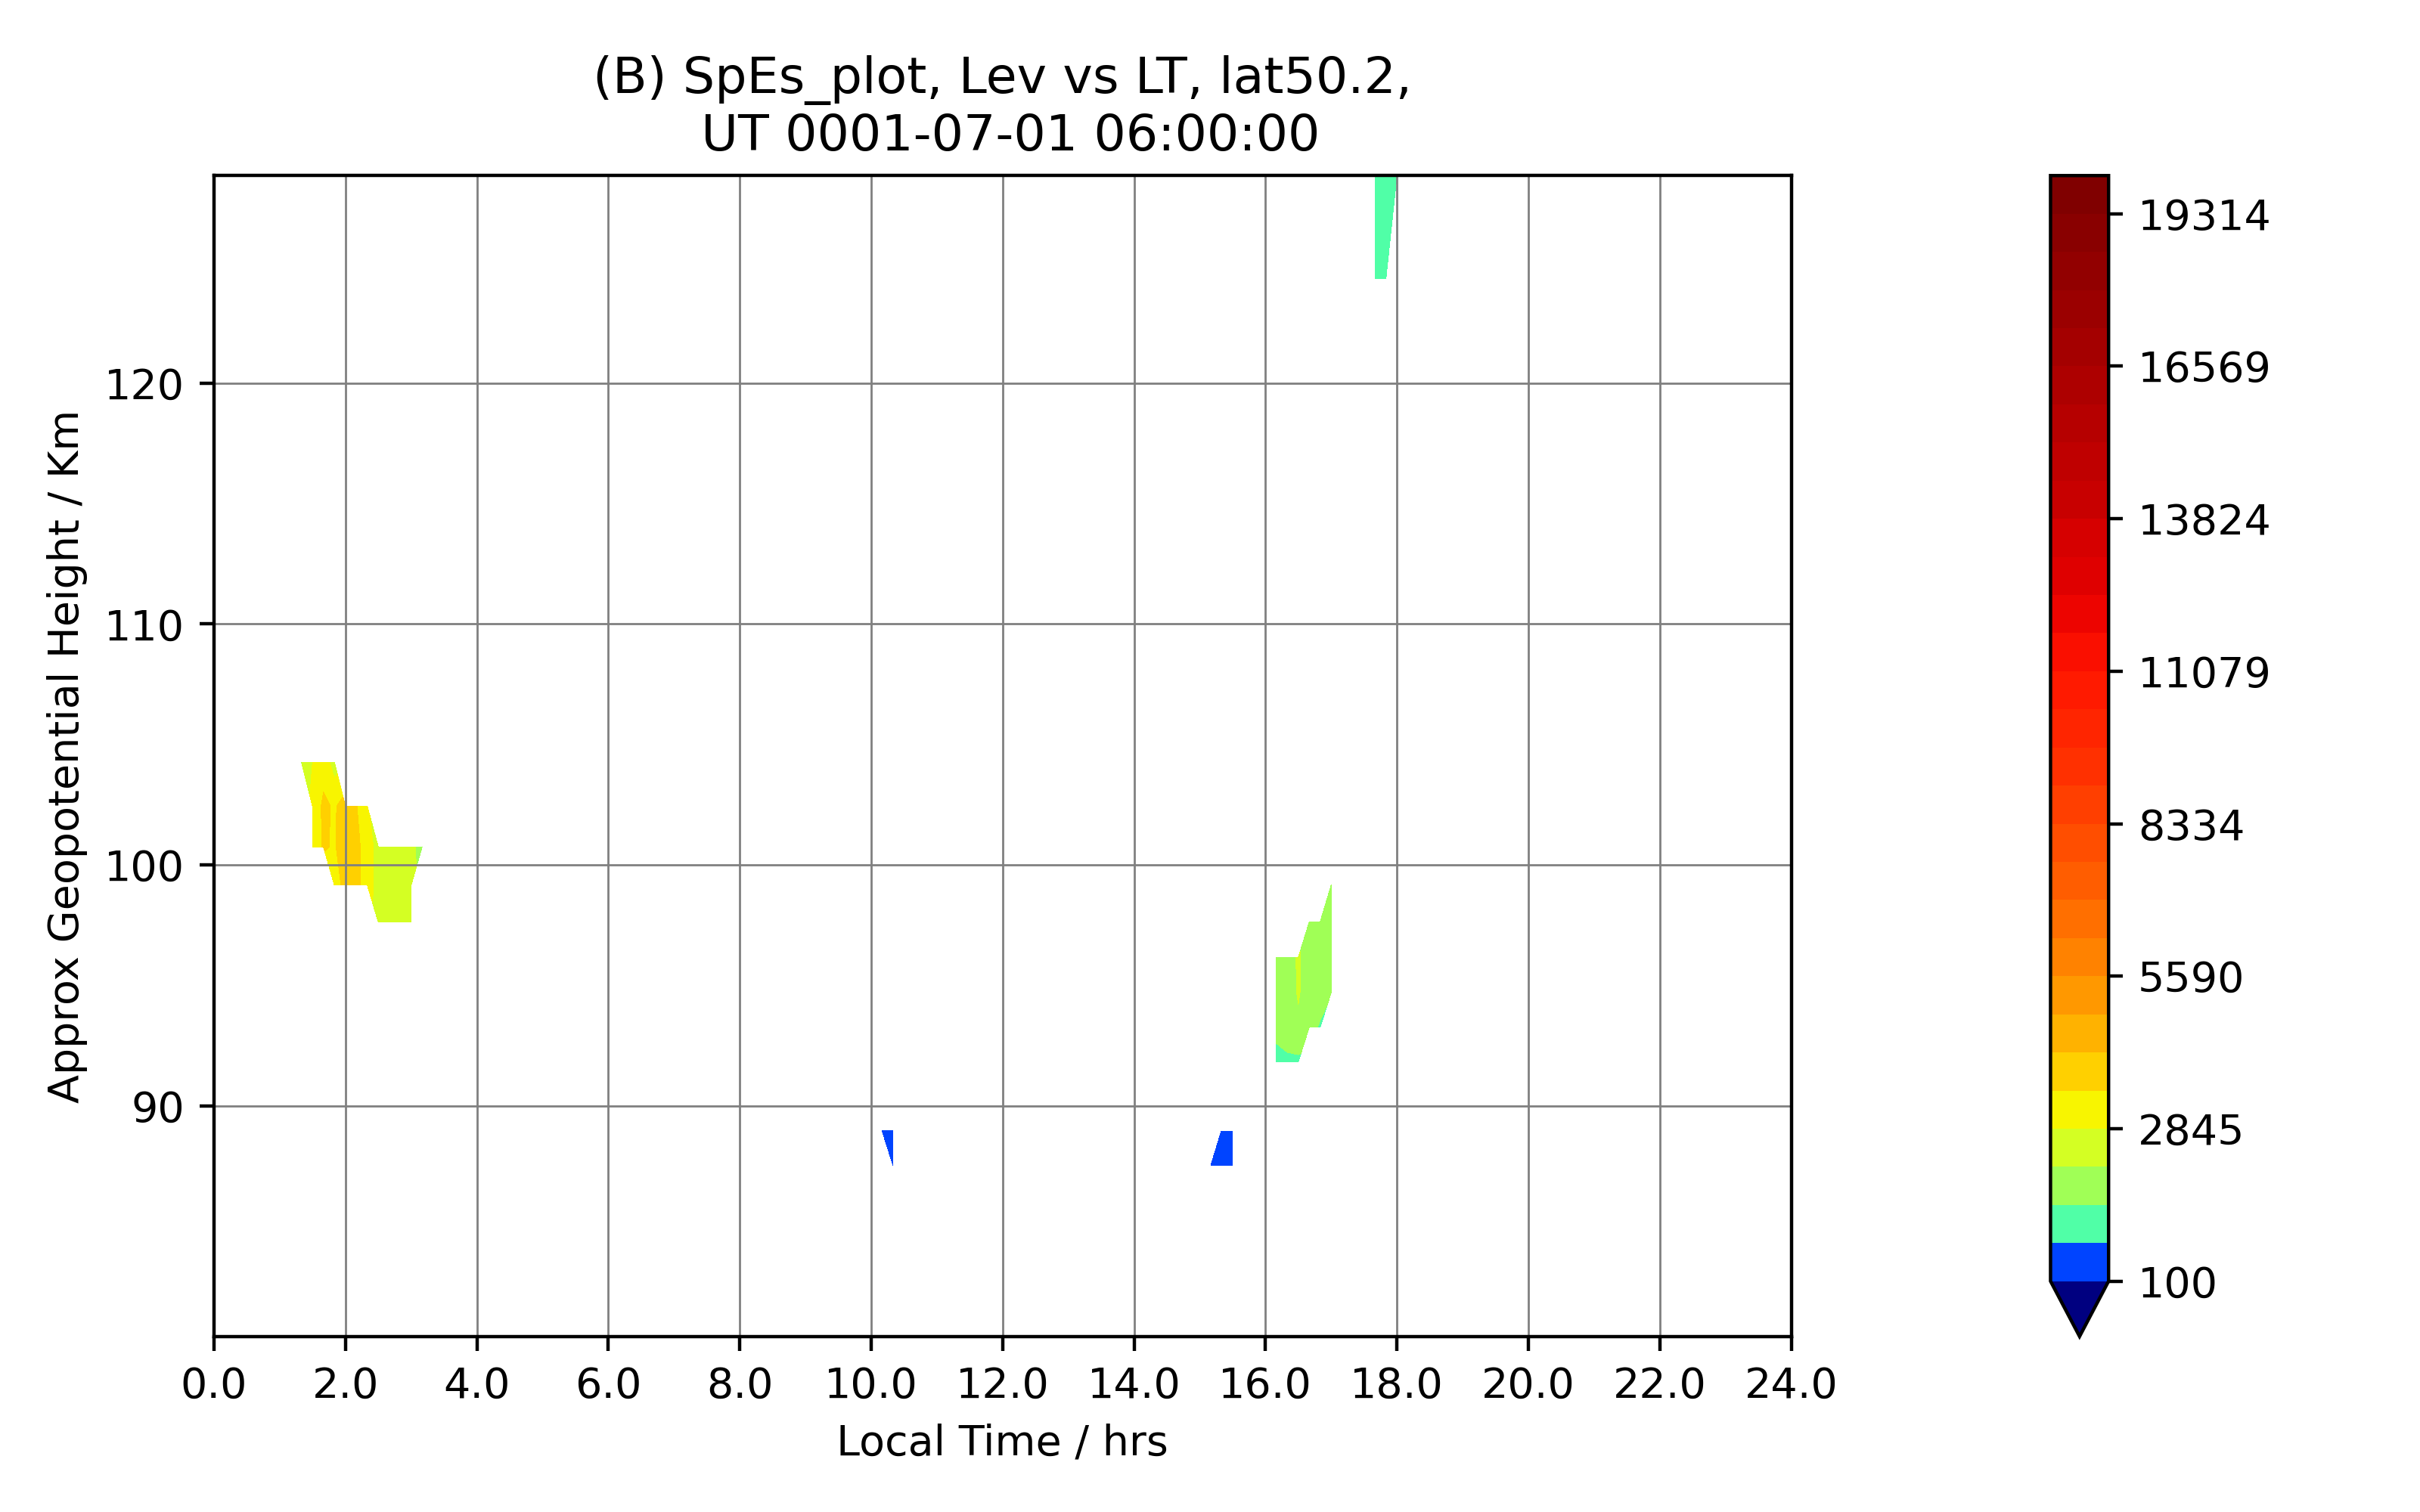 (B) SpEs_plot, Lev vs LT, lat50.2,
UT 0001-07-01 06:00:00
Approx Geopotential Height / Km
120
110
100
90
0.0 2.0 4.0 6.0 8.0 10.0 12.0 14.0 16.0 18.0 20.0 22.0 24.0
Local Time / hrs
19314
16569
13824
11079
8334
5590
2845
100